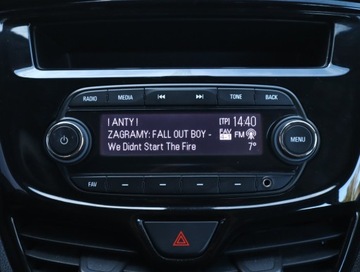 RADIO MEDIA TONE BACK
! ANTY ! [TP] 14:40
ZAGRAMY: FALL OUT BOY - FAV FM
We Didnt Start The Fire 7°
MENU
FAV